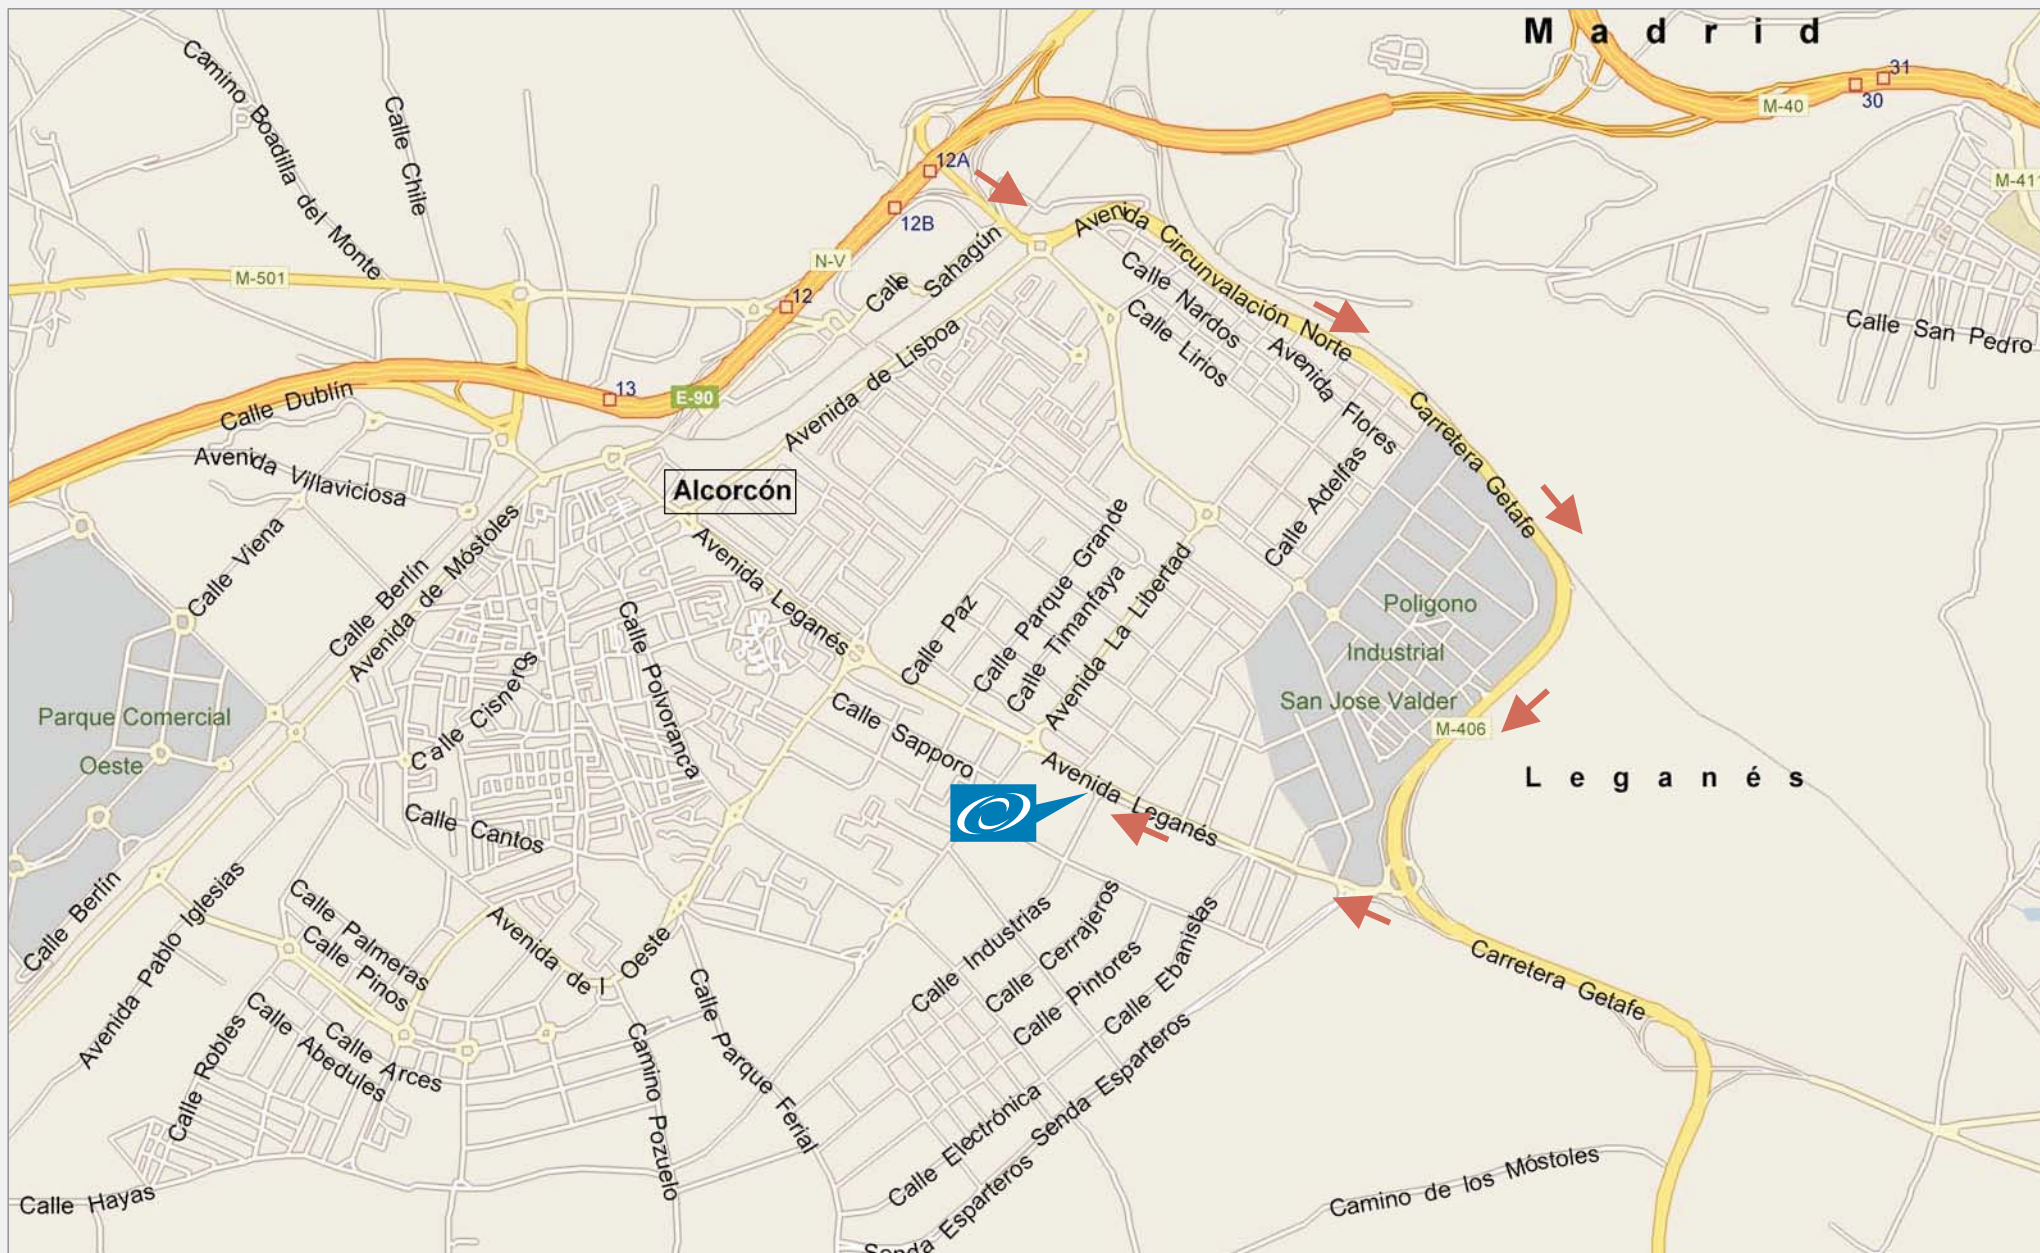 Madrid
31
30
M-40
M-411
12A
12B
Camino Boadilla del Monte
Calle Chile
N-V
M-501
12
Calle Sahagún
Avenida Circunvalación Norte
Calle Nardos
Calle Lirios
Avenida Flores
Calle San Pedro
13
E-90
Calle Dublín
Avenida de Lisboa
Carretera Getafe
Avenida Villaviciosa
Alcorcón
Calle Adelfas
Calle Viena
Calle Berlín
Avenida de Móstoles
Avenida Leganés
Calle Paz
Calle Parque Grande
Calle Timanfaya
Avenida La Libertad
Poligono
Industrial
San Jose Valder
M-406
Calle Polvoranca
Calle Cisneros
Parque Comercial
Oeste
Calle Sapporo
Leganés
Avenida Leganés
Calle Cantos
Calle Berlín
Avenida Pablo Iglesias
Calle Palmeras
Calle Pinos
Avenida de l Oeste
Calle Industrias
Calle Cerrajeros
Calle Pintores
Calle Ebanistas
Carretera Getafe
Calle Robles
Calle Abedules
Calle Arces
Camino Pozuelo
Calle Parque Ferial
Calle Electrónica
Senda Esparteros
Senda Esparteros
Camino de los Móstoles
Calle Hayas